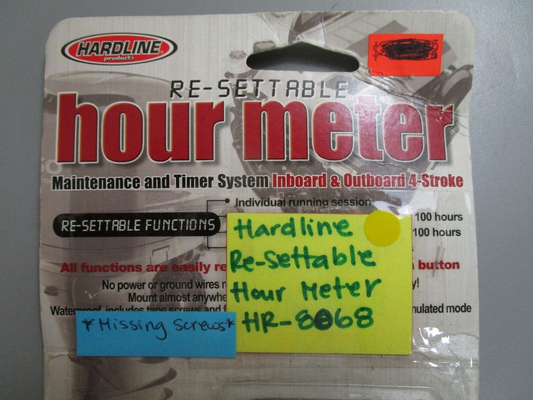 HARDLINE
products
RE-SETTABLE
hour meter
Maintenance and Timer System Inboard & Outboard 4-Stroke
• Individual running session
RE-SETTABLE FUNCTIONS
100 hours
100 hours
Hardline
Re-Settable
Hour Meter
HR-8068
All functions are easily re
button
No power or ground wires
Mount almost anywhe
Waterproof, includes tape screws and
mulated mode
*Missing Screws*